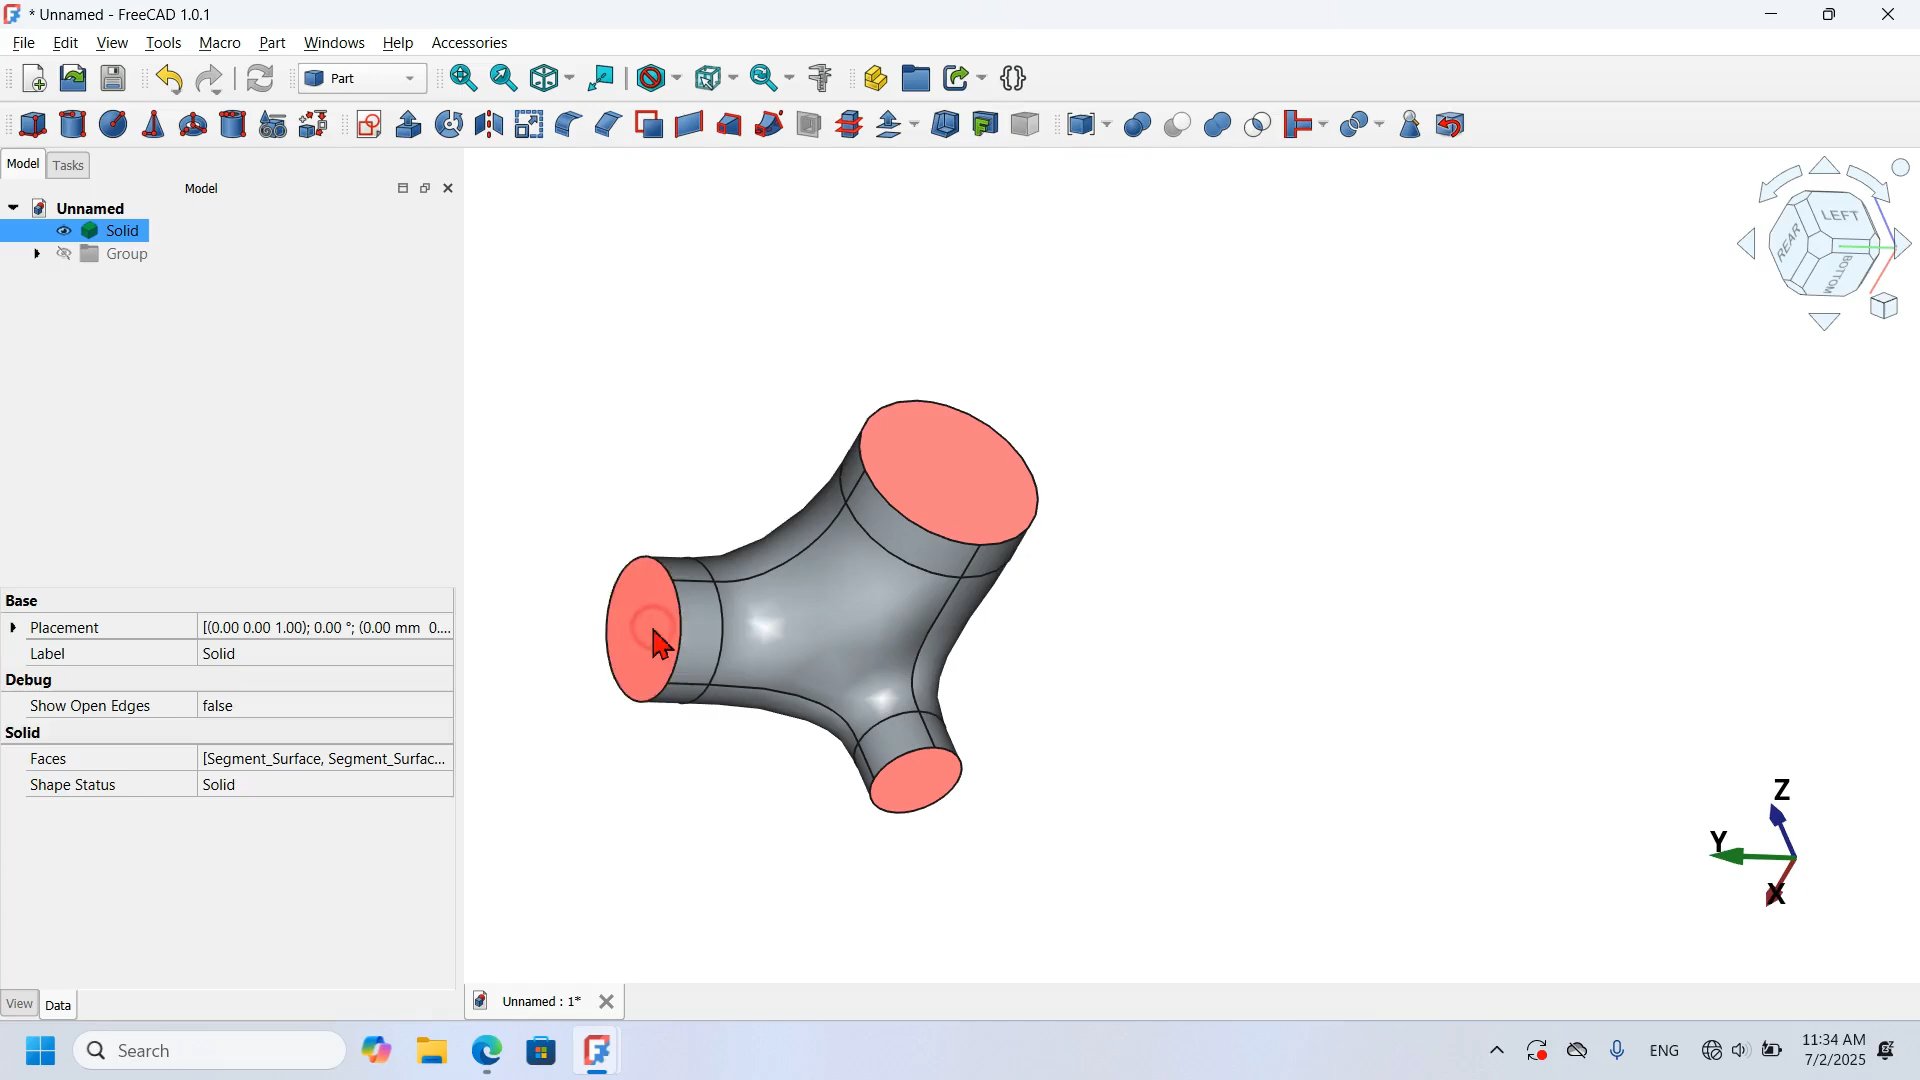 * Unnamed - FreeCAD 1.0.1
File Edit View Tools Macro Part Windows Help Accessories
Part
Model Tasks
Model
Unnamed
Solid
Group
LEFT
REAR
BOTTOM
Base
Placement [(0.00 0.00 1.00); 0.00 °; (0.00 mm 0....
Label Solid
Debug
Show Open Edges false
Solid
Faces [Segment_Surface, Segment_Surfac...
Shape Status Solid
Z
Y
X
View Data
Unnamed : 1*
Search
ENG
11:34 AM
7/2/2025